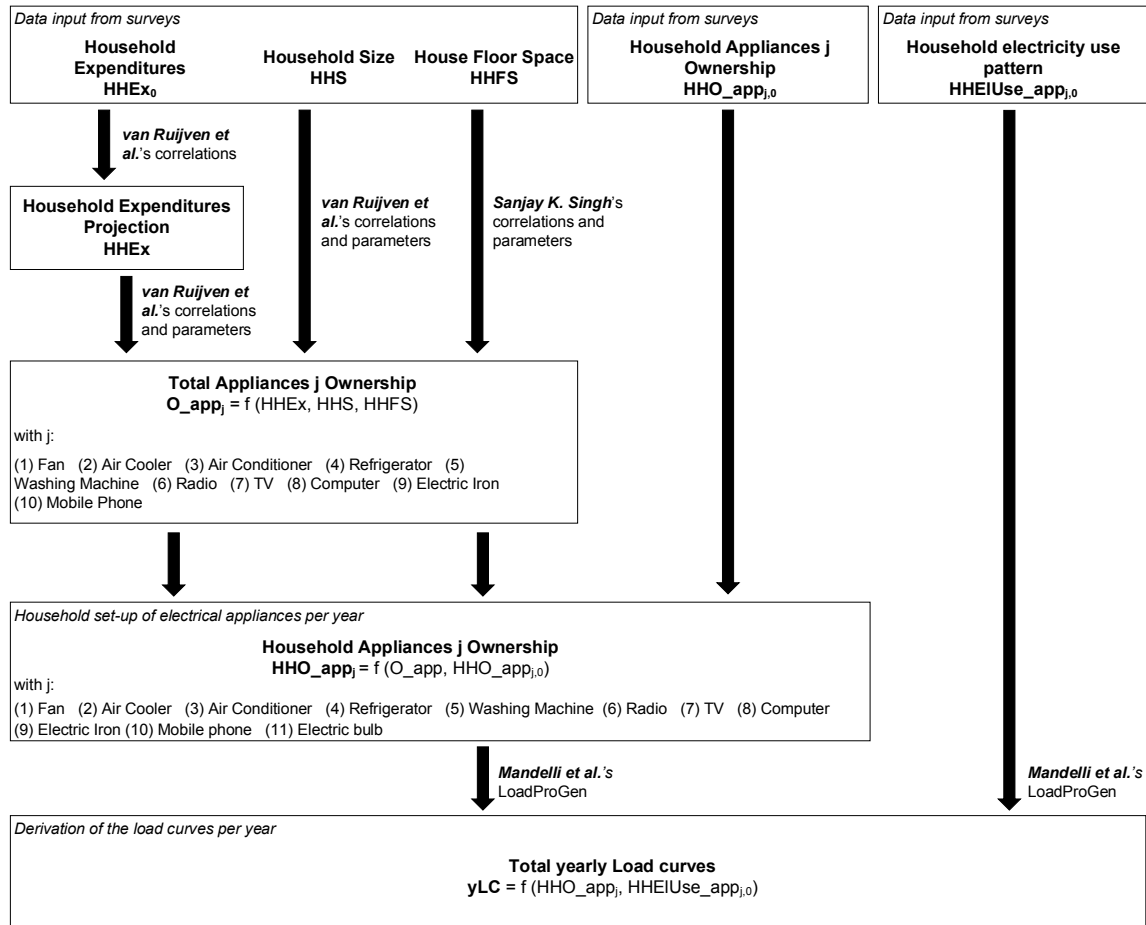 Data input from surveys
Household
Expenditures
HHEx0
Household Size
HHS
House Floor Space
HHFS
Data input from surveys
Household Appliances j
Ownership
HHO_appj,0
Data input from surveys
Household electricity use
pattern
HHElUse_appj,0
van Ruijven et
al.'s correlations
Household Expenditures
Projection
HHEx
van Ruijven et
al.'s correlations
and parameters
van Ruijven et
al.'s correlations
and parameters
Sanjay K. Singh's
correlations and
parameters
Total Appliances j Ownership
O_appj = f (HHEx, HHS, HHFS)
with j:
(1) Fan (2) Air Cooler (3) Air Conditioner (4) Refrigerator (5)
Washing Machine (6) Radio (7) TV (8) Computer (9) Electric Iron
(10) Mobile Phone
Household set-up of electrical appliances per year
Household Appliances j Ownership
HHO_appj = f (O_app, HHO_appj,0)
with j:
(1) Fan (2) Air Cooler (3) Air Conditioner (4) Refrigerator (5) Washing Machine (6) Radio (7) TV (8) Computer
(9) Electric Iron (10) Mobile phone (11) Electric bulb
Mandelli et al.'s
LoadProGen
Mandelli et al.'s
LoadProGen
Derivation of the load curves per year
Total yearly Load curves
yLC = f (HHO_appj, HHElUse_appj,0)